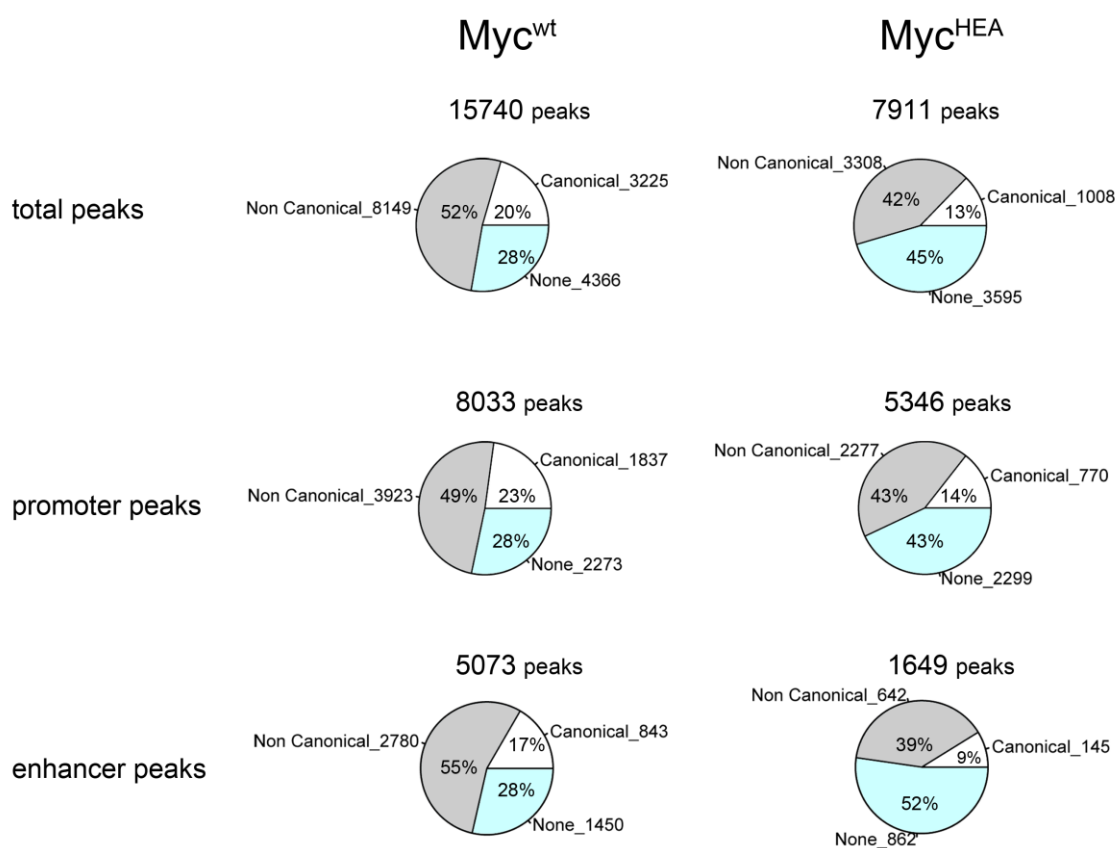 Myc^wt Myc^HEA
15740 peaks 7911 peaks
total peaks
Non Canonical_8149
52%
Canonical_3225
20%
28%
None_4366
Non Canonical_3308
42%
Canonical_1008
13%
45%
None_3595
8033 peaks 5346 peaks
promoter peaks
Non Canonical_3923
49%
Canonical_1837
23%
28%
None_2273
Non Canonical_2277
43%
Canonical_770
14%
43%
None_2299
5073 peaks 1649 peaks
enhancer peaks
Non Canonical_2780
55%
Canonical_843
17%
28%
None_1450
Non Canonical_642
39%
Canonical_145
9%
52%
None_862